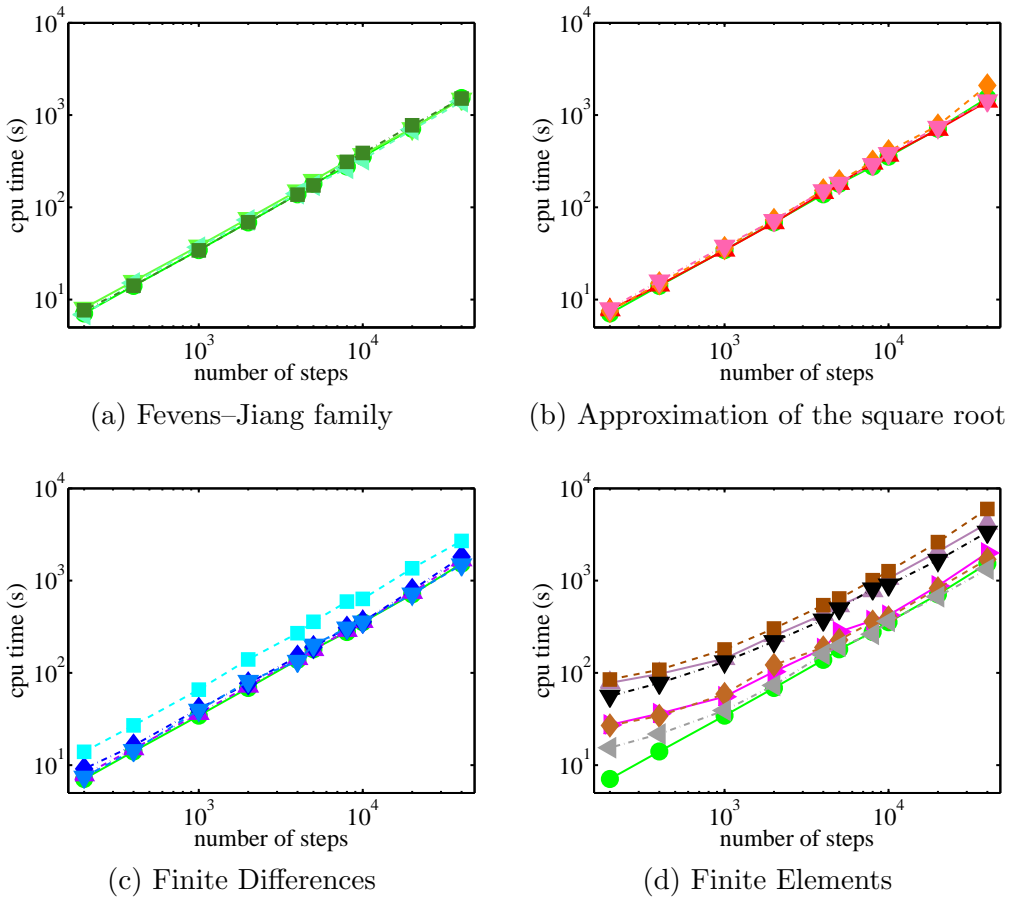 10^4
10^3
10^2
10^1
cpu time (s)
10^3
10^4
number of steps
(a) Fevens–Jiang family
10^4
10^3
10^2
10^1
cpu time (s)
10^3
10^4
number of steps
(b) Approximation of the square root
10^4
10^3
10^2
10^1
cpu time (s)
10^3
10^4
number of steps
(c) Finite Differences
10^4
10^3
10^2
10^1
cpu time (s)
10^3
10^4
number of steps
(d) Finite Elements